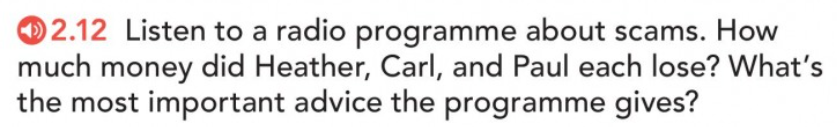 2.12 Listen to a radio programme about scams. How
much money did Heather, Carl, and Paul each lose? What's
the most important advice the programme gives?